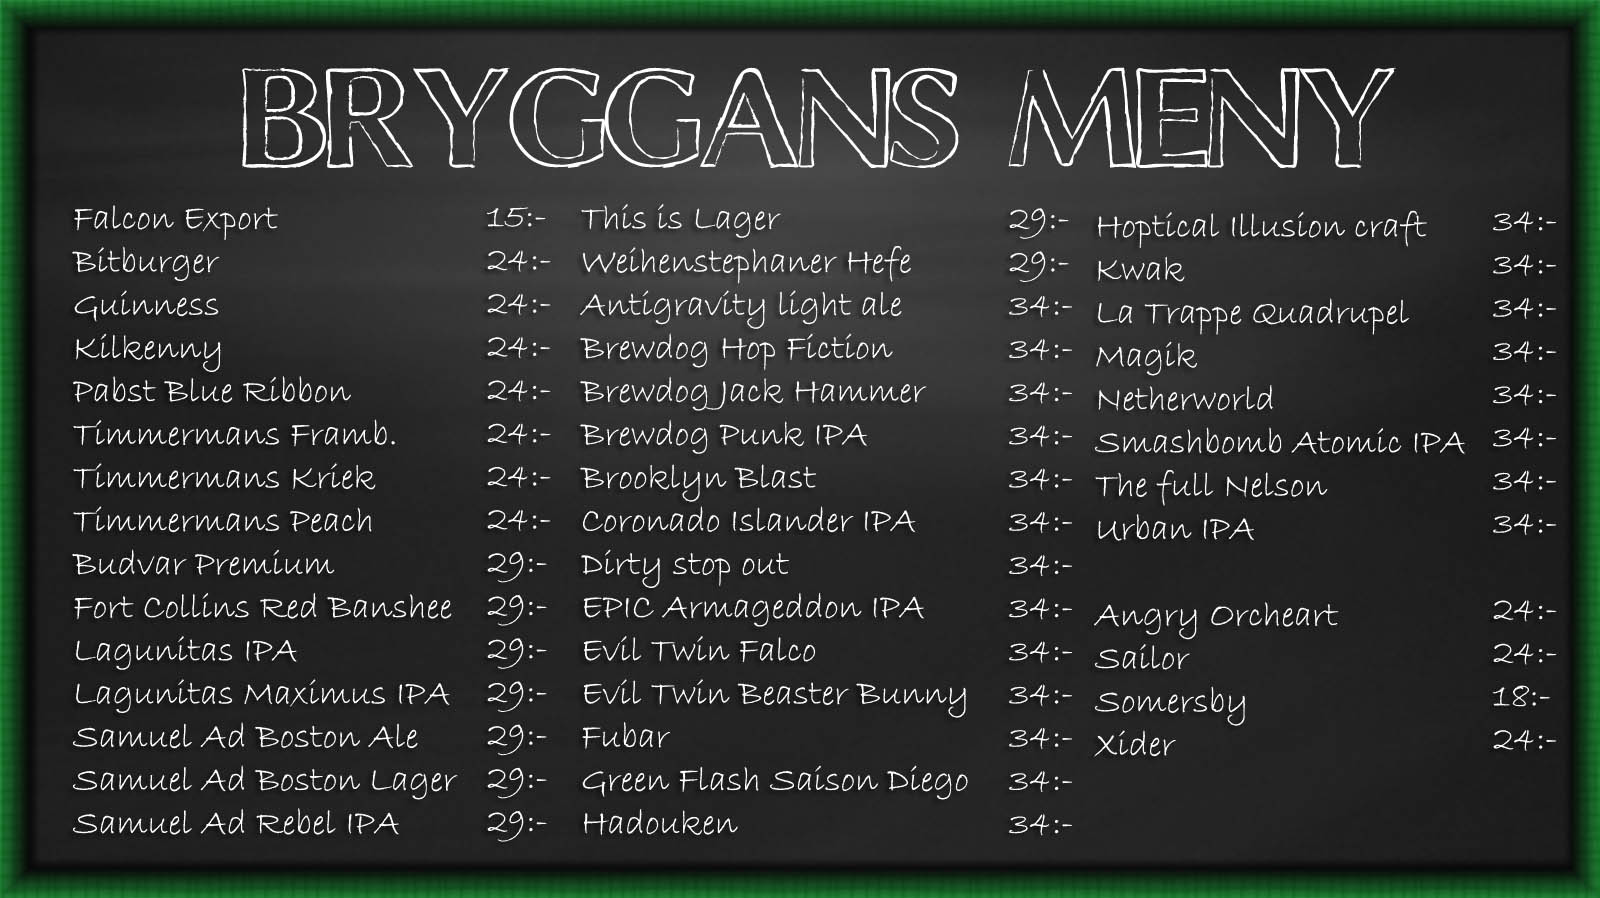 BRYGGANS MENY
Falcon Export 15:-
Bitburger 24:-
Guinness 24:-
Kilkenny 24:-
Pabst Blue Ribbon 24:-
Timmermans Framb. 24:-
Timmermans Kriek 24:-
Timmermans Peach 24:-
Budvar Premium 29:-
Fort Collins Red Banshee 29:-
Lagunitas IPA 29:-
Lagunitas Maximus IPA 29:-
Samuel Ad Boston Ale 29:-
Samuel Ad Boston Lager 29:-
Samuel Ad Rebel IPA 29:-
This is Lager 29:-
Weihenstephaner Hefe 29:-
Antigravity light ale 34:-
Brewdog Hop Fiction 34:-
Brewdog Jack Hammer 34:-
Brewdog Punk IPA 34:-
Brooklyn Blast 34:-
Coronado Islander IPA 34:-
Dirty stop out 34:-
EPIC Armageddon IPA 34:-
Evil Twin Falco 34:-
Evil Twin Beaster Bunny 34:-
Fubar 34:-
Green Flash Saison Diego 34:-
Hadouken 34:-
Hoptical Illusion craft 34:-
Kwak 34:-
La Trappe Quadrupel 34:-
Magik 34:-
Netherworld 34:-
Smashbomb Atomic IPA 34:-
The full Nelson 34:-
Urban IPA 34:-
Angry Orcheart 24:-
Sailor 24:-
Somersby 18:-
Xider 24:-